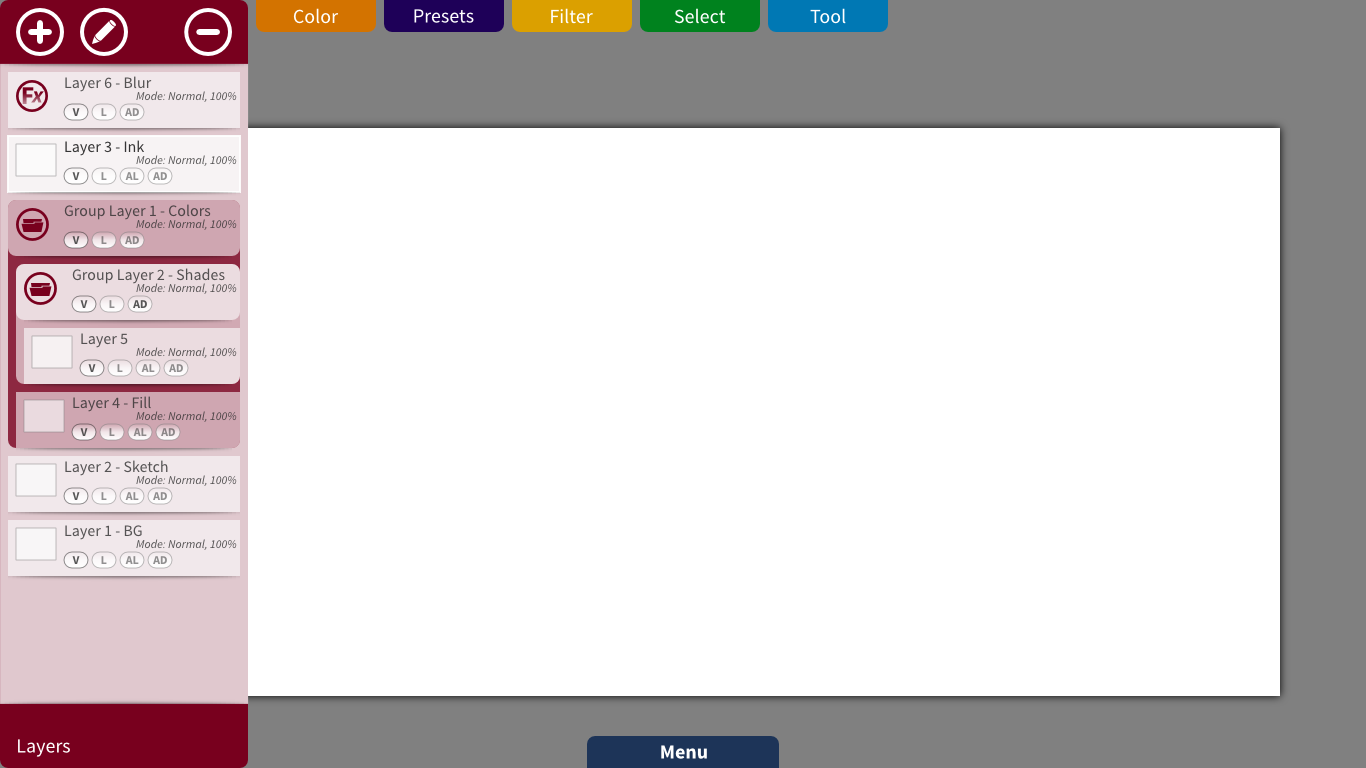 Color Presets Filter Select Tool
Fx
Layer 6 - Blur
Mode: Normal, 100%
V L AD
Layer 3 - Ink
Mode: Normal, 100%
V L AL AD
Group Layer 1 - Colors
Mode: Normal, 100%
V L AD
Group Layer 2 - Shades
Mode: Normal, 100%
V L AD
Layer 5
Mode: Normal, 100%
V L AL AD
Layer 4 - Fill
Mode: Normal, 100%
V L AL AD
Layer 2 - Sketch
Mode: Normal, 100%
V L AL AD
Layer 1 - BG
Mode: Normal, 100%
V L AL AD
Layers
Menu